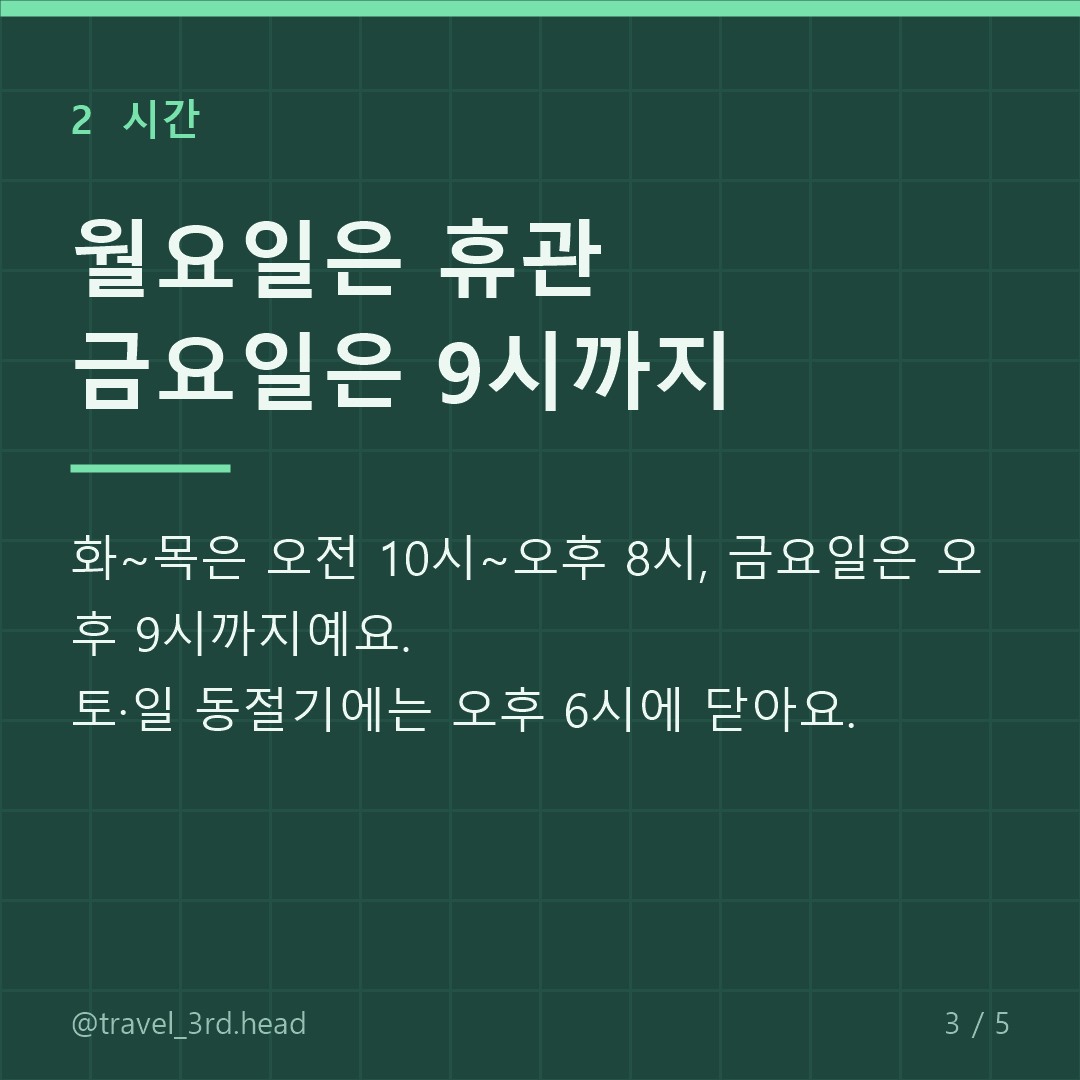 2 시간
월요일은 휴관
금요일은 9시까지
화~목은 오전 10시~오후 8시, 금요일은 오
후 9시까지예요.
토·일 동절기에는 오후 6시에 닫아요.
@travel_3rd.head
3 / 5